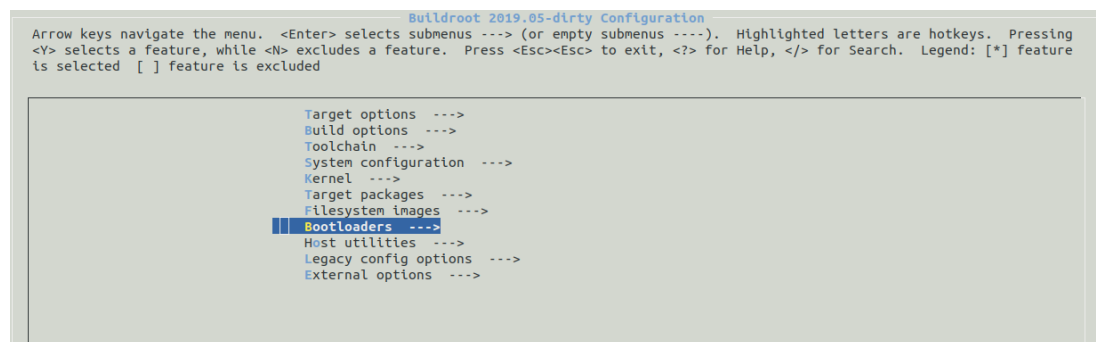 Buildroot 2019.05-dirty Configuration
Arrow keys navigate the menu.  <Enter> selects submenus ---> (or empty submenus ----).  Highlighted letters are hotkeys.  Pressing
<Y> selects a feature, while <N> excludes a feature.  Press <Esc><Esc> to exit, <?> for Help, </> for Search.  Legend: [*] feature
is selected  [ ] feature is excluded
Target options  --->
Build options  --->
Toolchain  --->
System configuration  --->
Kernel  --->
Target packages  --->
Filesystem images  --->
Bootloaders  --->
Host utilities  --->
Legacy config options  --->
External options  --->